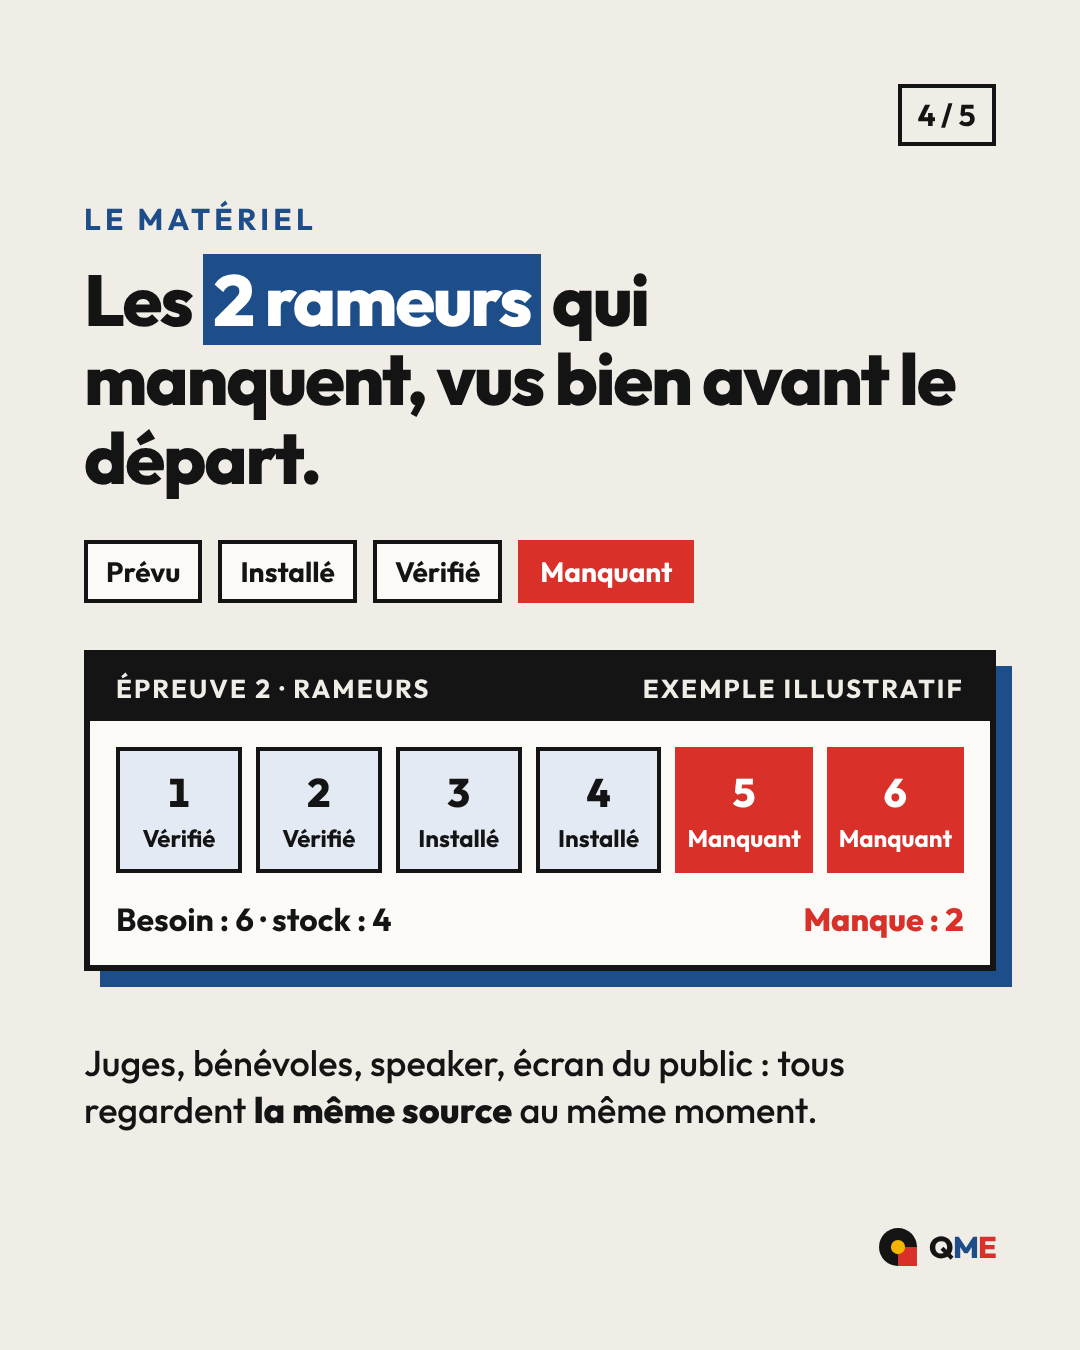 4 / 5
LE MATÉRIEL
Les 2 rameurs qui
manquent, vus bien avant le
départ.
Prévu Installé Vérifié Manquant
ÉPREUVE 2 · RAMEURS EXEMPLE ILLUSTRATIF
1 2 3 4 5 6
Vérifié Vérifié Installé Installé Manquant Manquant
Besoin : 6 · stock : 4 Manque : 2
Juges, bénévoles, speaker, écran du public : tous
regardent la même source au même moment.
QME